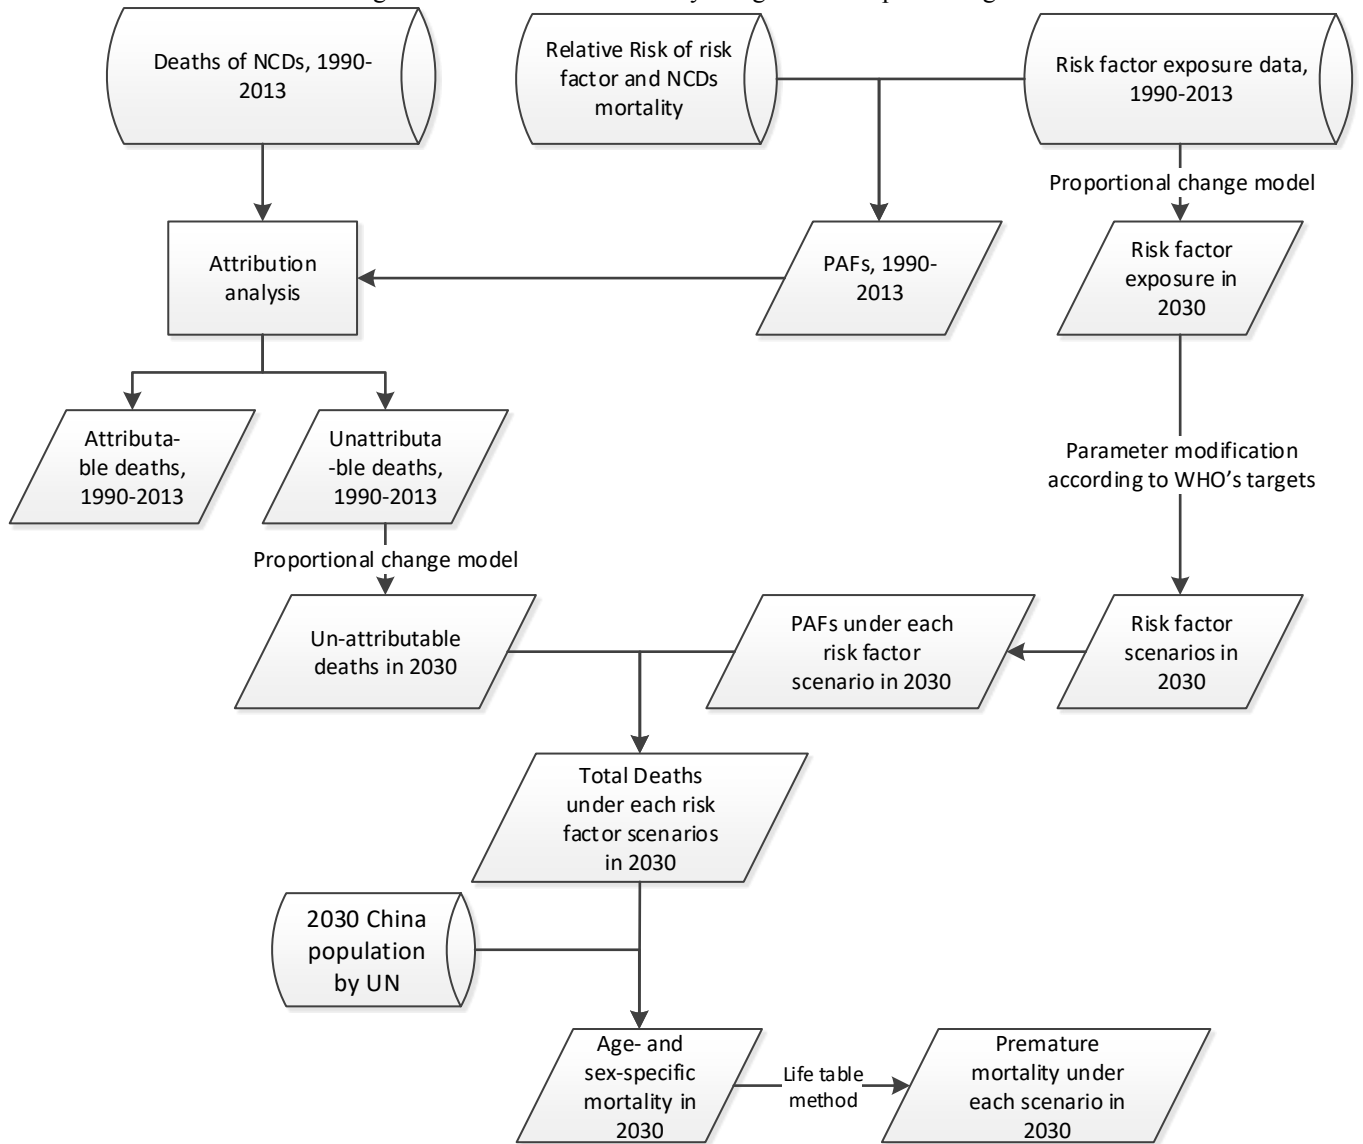 Deaths of NCDs, 1990-
2013
Relative Risk of risk
factor and NCDs
mortality
Risk factor exposure data,
1990-2013
Proportional change model
Attribution
analysis
PAFs, 1990-
2013
Risk factor
exposure in
2030
Attributa-
ble deaths,
1990-2013
Unattributa
-ble deaths,
1990-2013
Parameter modification
according to WHO's targets
Proportional change model
Un-attributable
deaths in 2030
PAFs under each
risk factor
scenario in 2030
Risk factor
scenarios in
2030
Total Deaths
under each risk
factor scenarios
in 2030
2030 China
population
by UN
Age- and
sex-specific
mortality in
2030
Life table
method
Premature
mortality under
each scenario in
2030